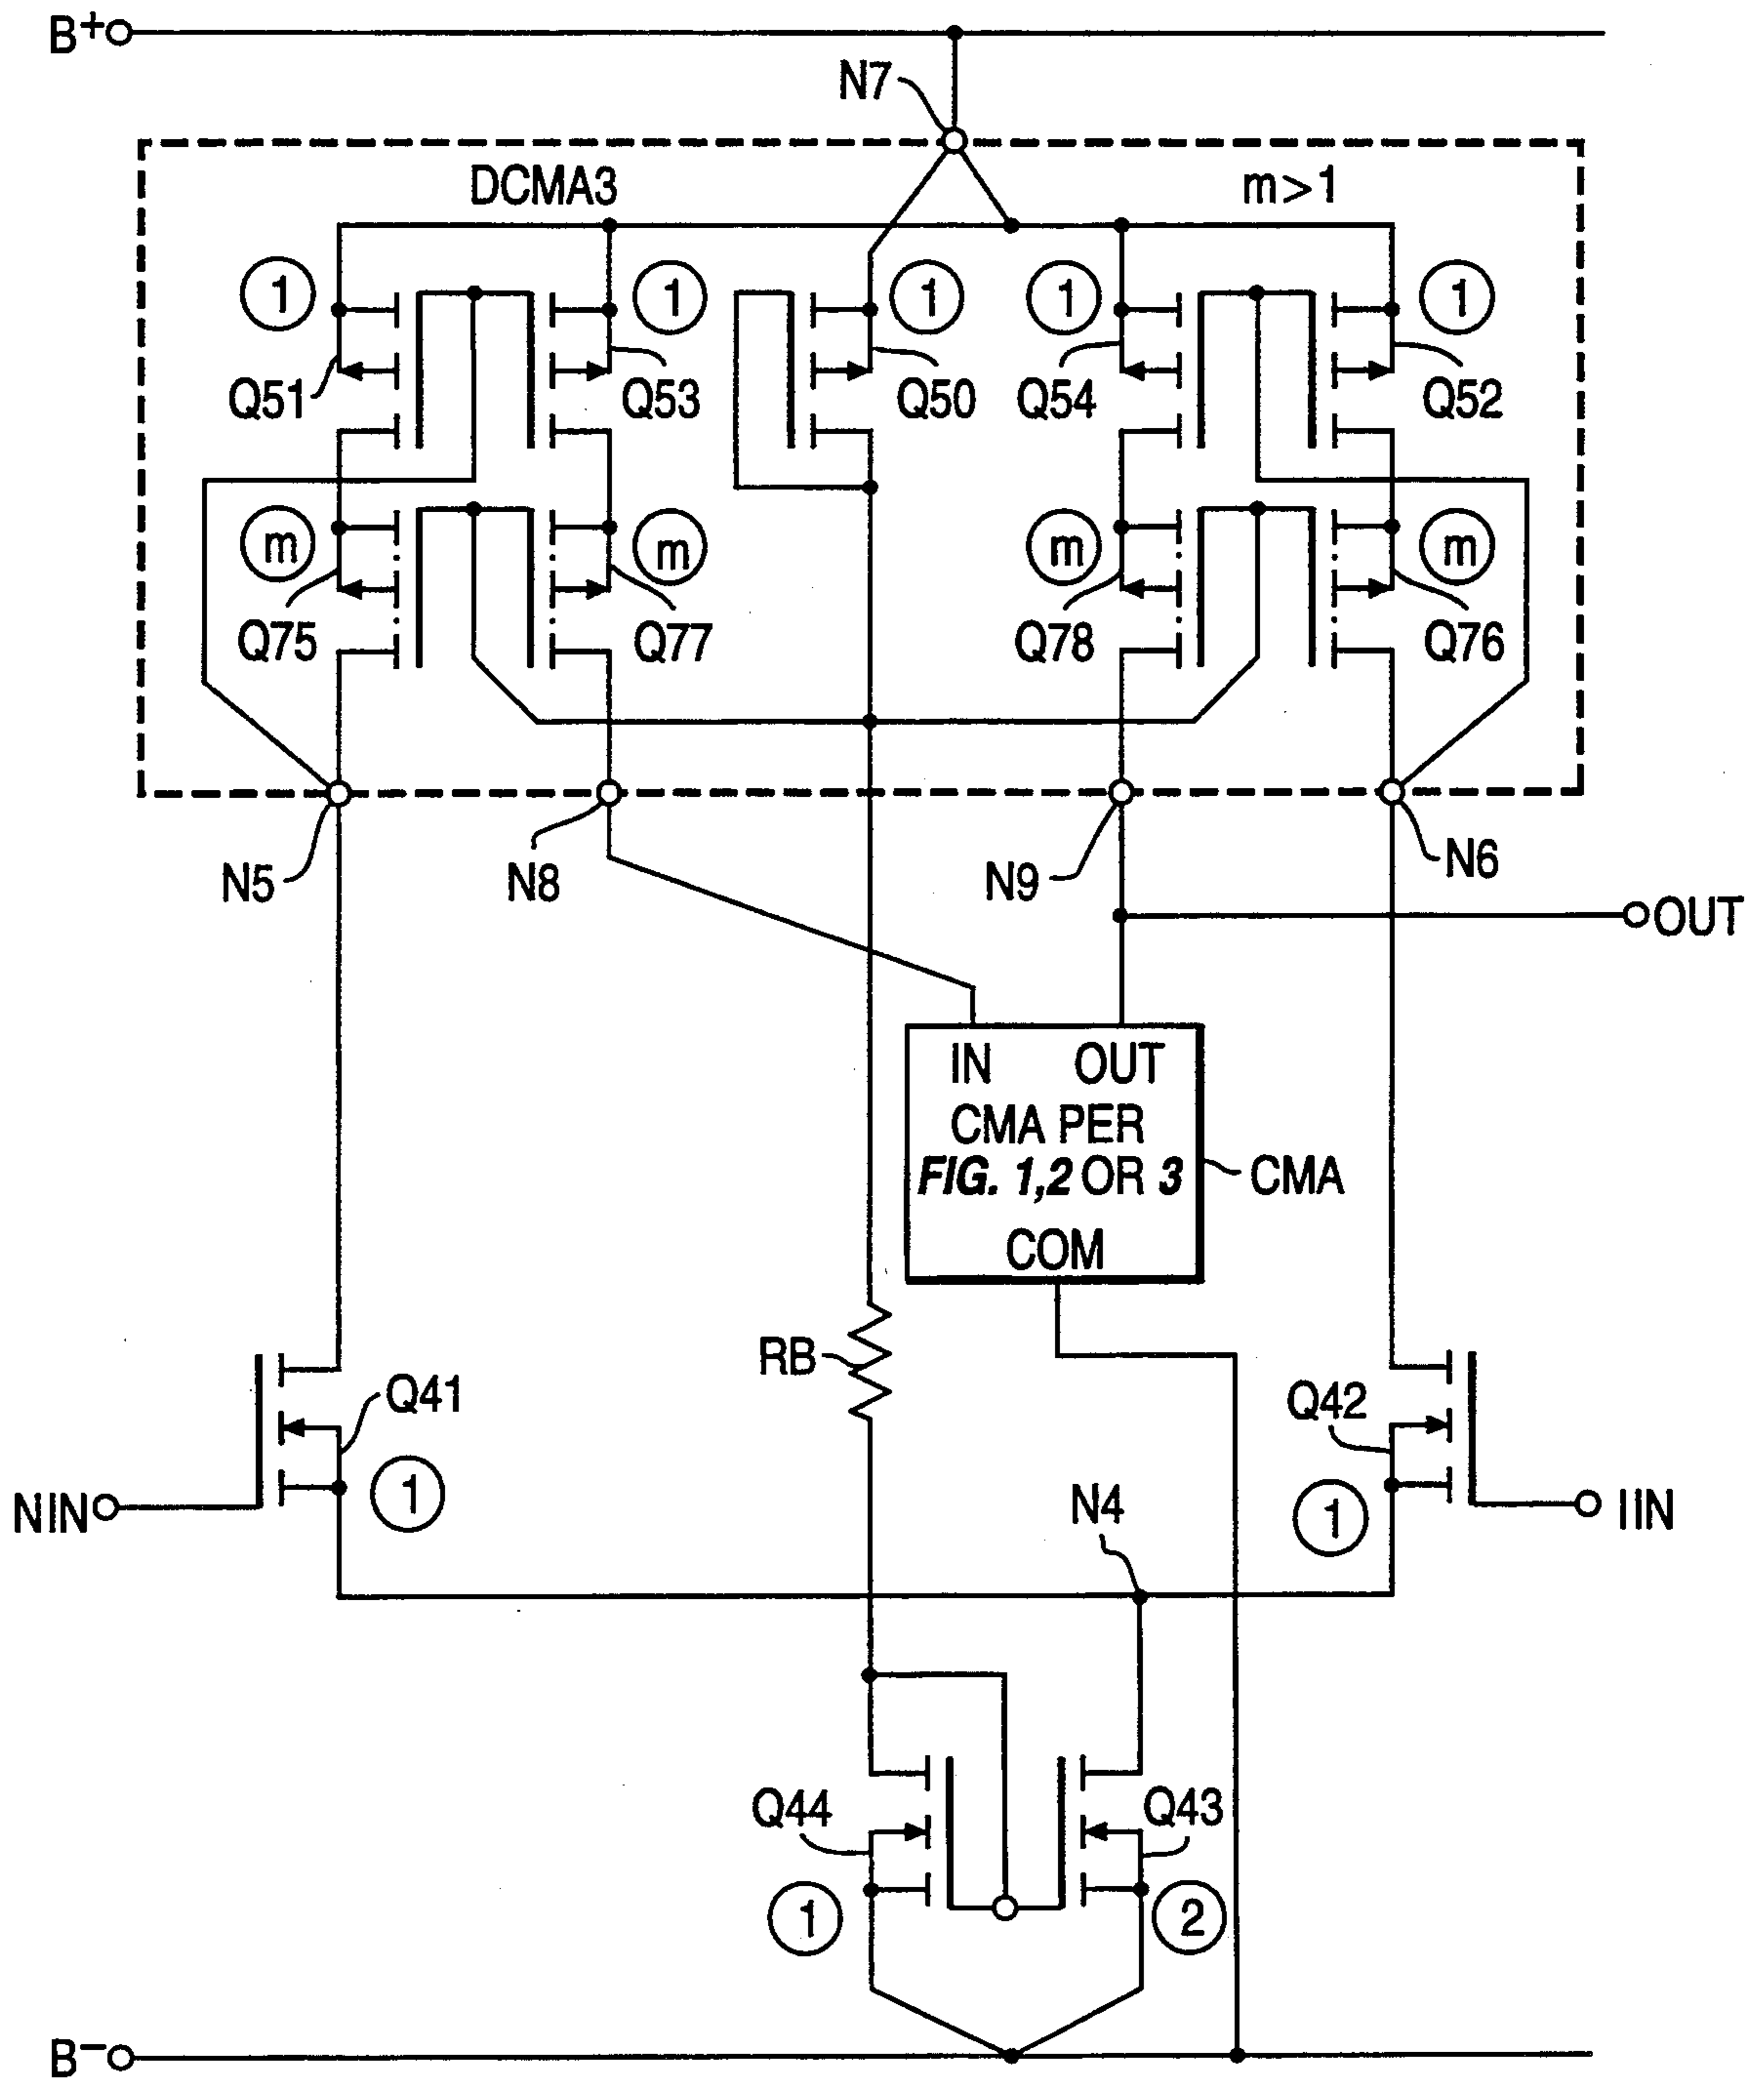 B+
N7
DCMA3
m>1
1
1
1
1
1
Q51
Q53
Q50
Q54
Q52
m
m
m
m
Q75
Q77
Q78
Q76
N5
N8
N9
N6
OUT
IN OUT
CMA PER
FIG. 1,2 OR 3
COM
CMA
RB
Q41
Q42
1
1
NIN
IIN
N4
Q44
Q43
1
2
B−